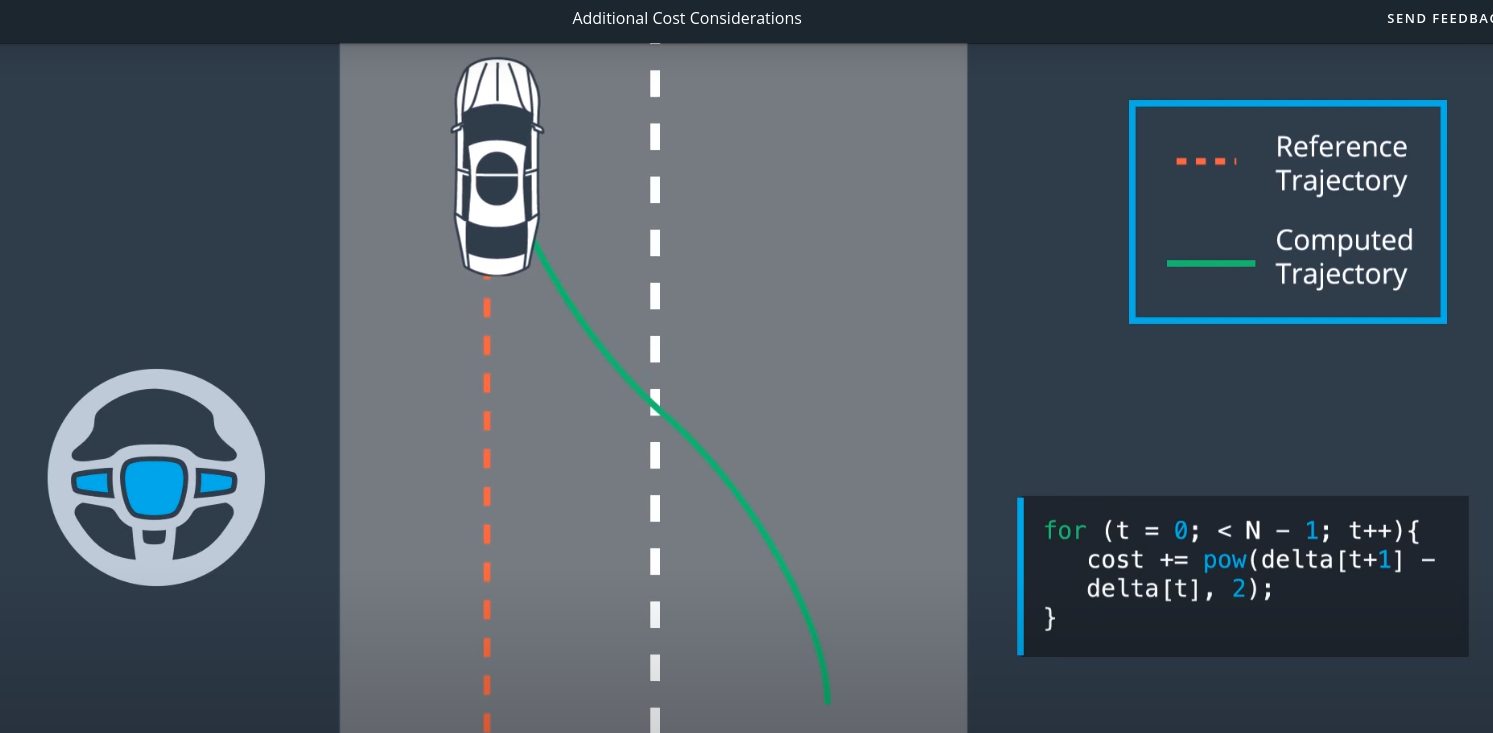 Additional Cost Considerations
SEND FEEDBAC
Reference
Trajectory
Computed
Trajectory
for (t = 0; < N - 1; t++){
cost += pow(delta[t+1] -
delta[t], 2);
}